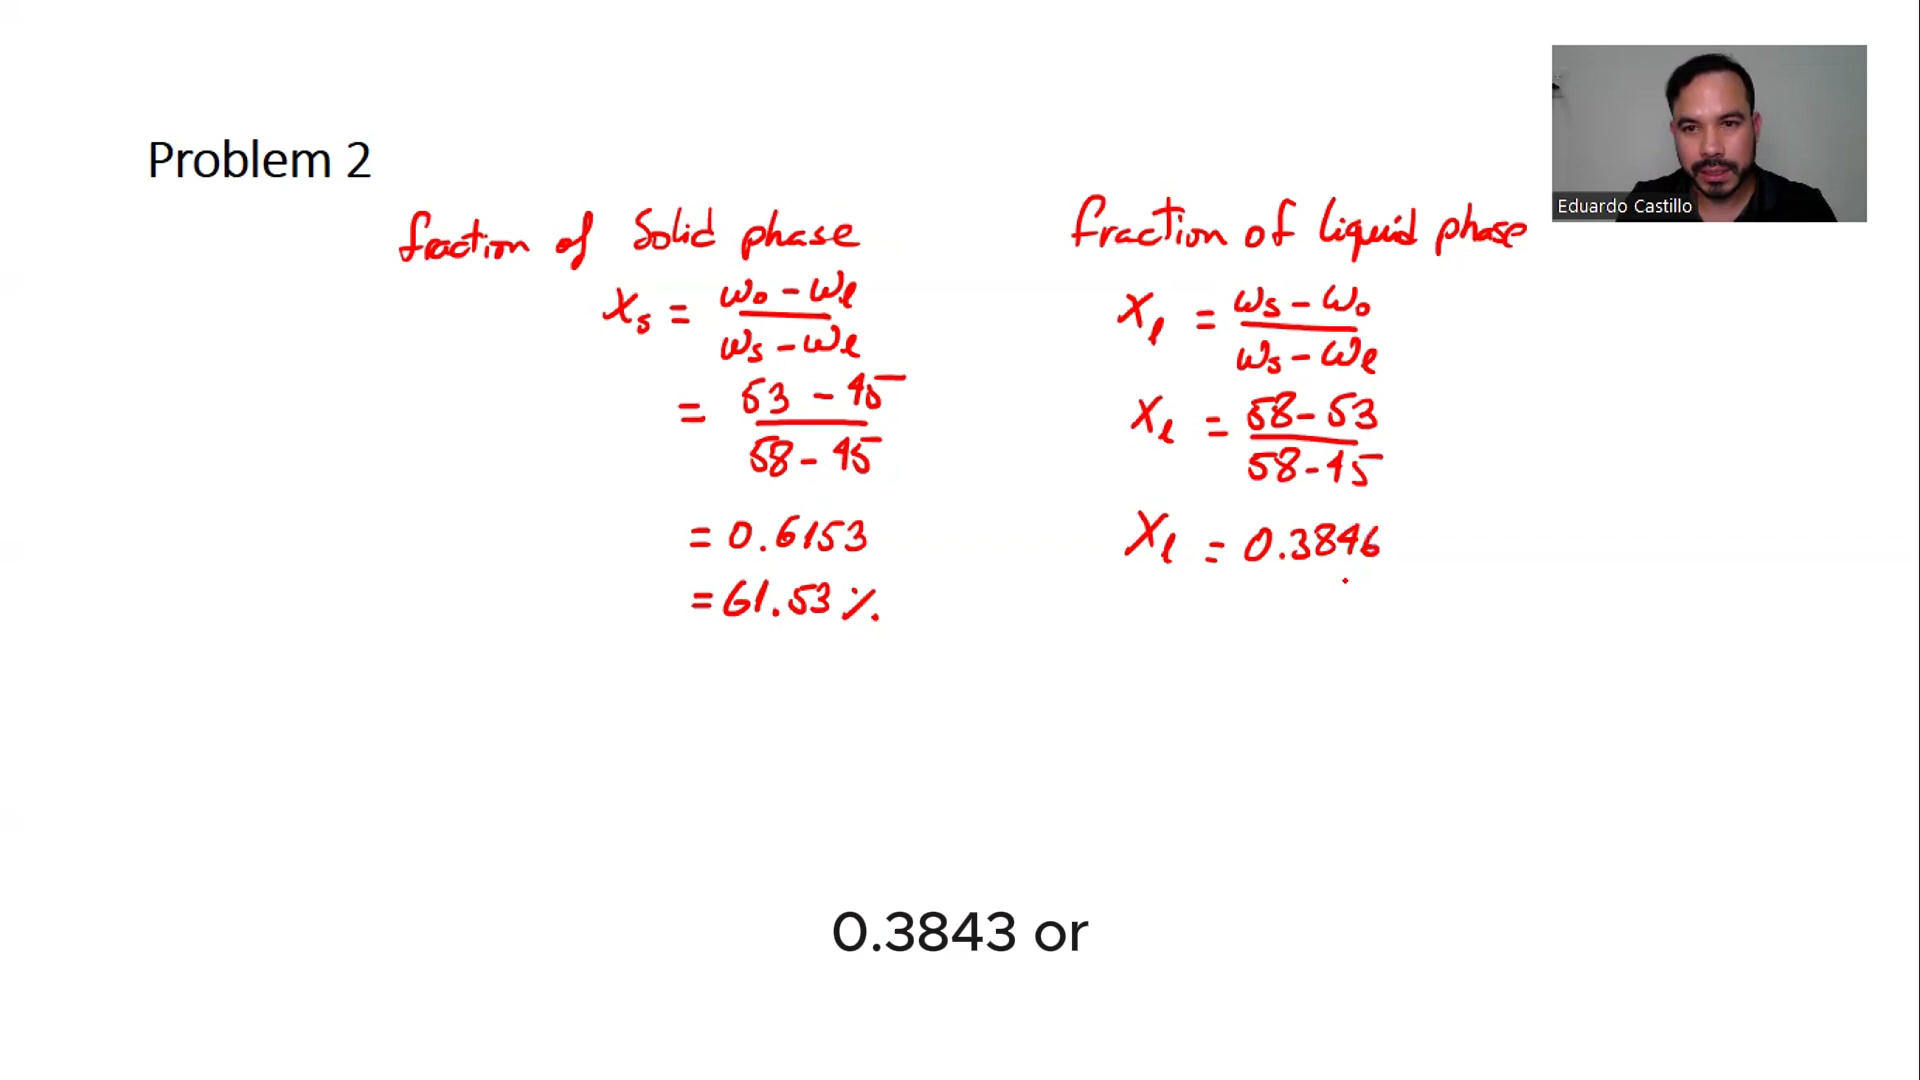 Problem 2
Eduardo Castillo
fraction of Solid phase
Xs = (wo - wl) / (ws - wl)
= (53 - 45) / (58 - 45)
= 0.6153
= 61.53 %
fraction of liquid phase
Xl = (ws - wo) / (ws - wl)
Xl = (58 - 53) / (58 - 45)
Xl = 0.3846
0.3843 or